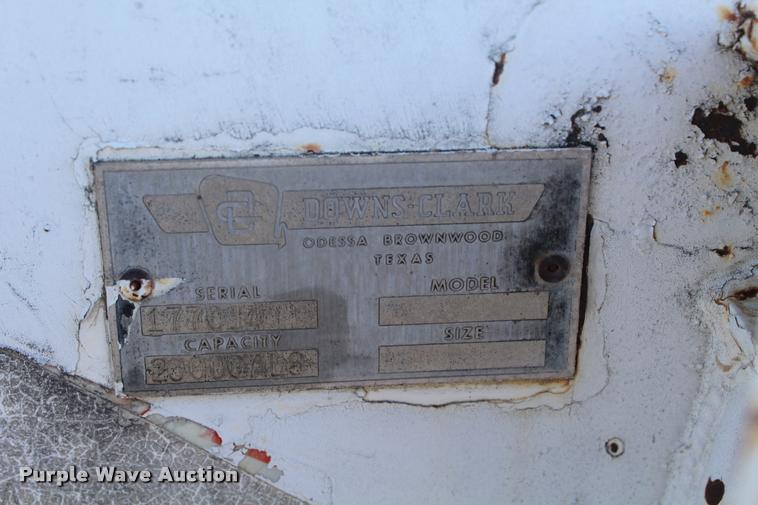 DOWNS-CLARK
ODESSA BROWNWOOD
TEXAS
SERIAL
MODEL
CAPACITY
SIZE
Purple Wave Auction